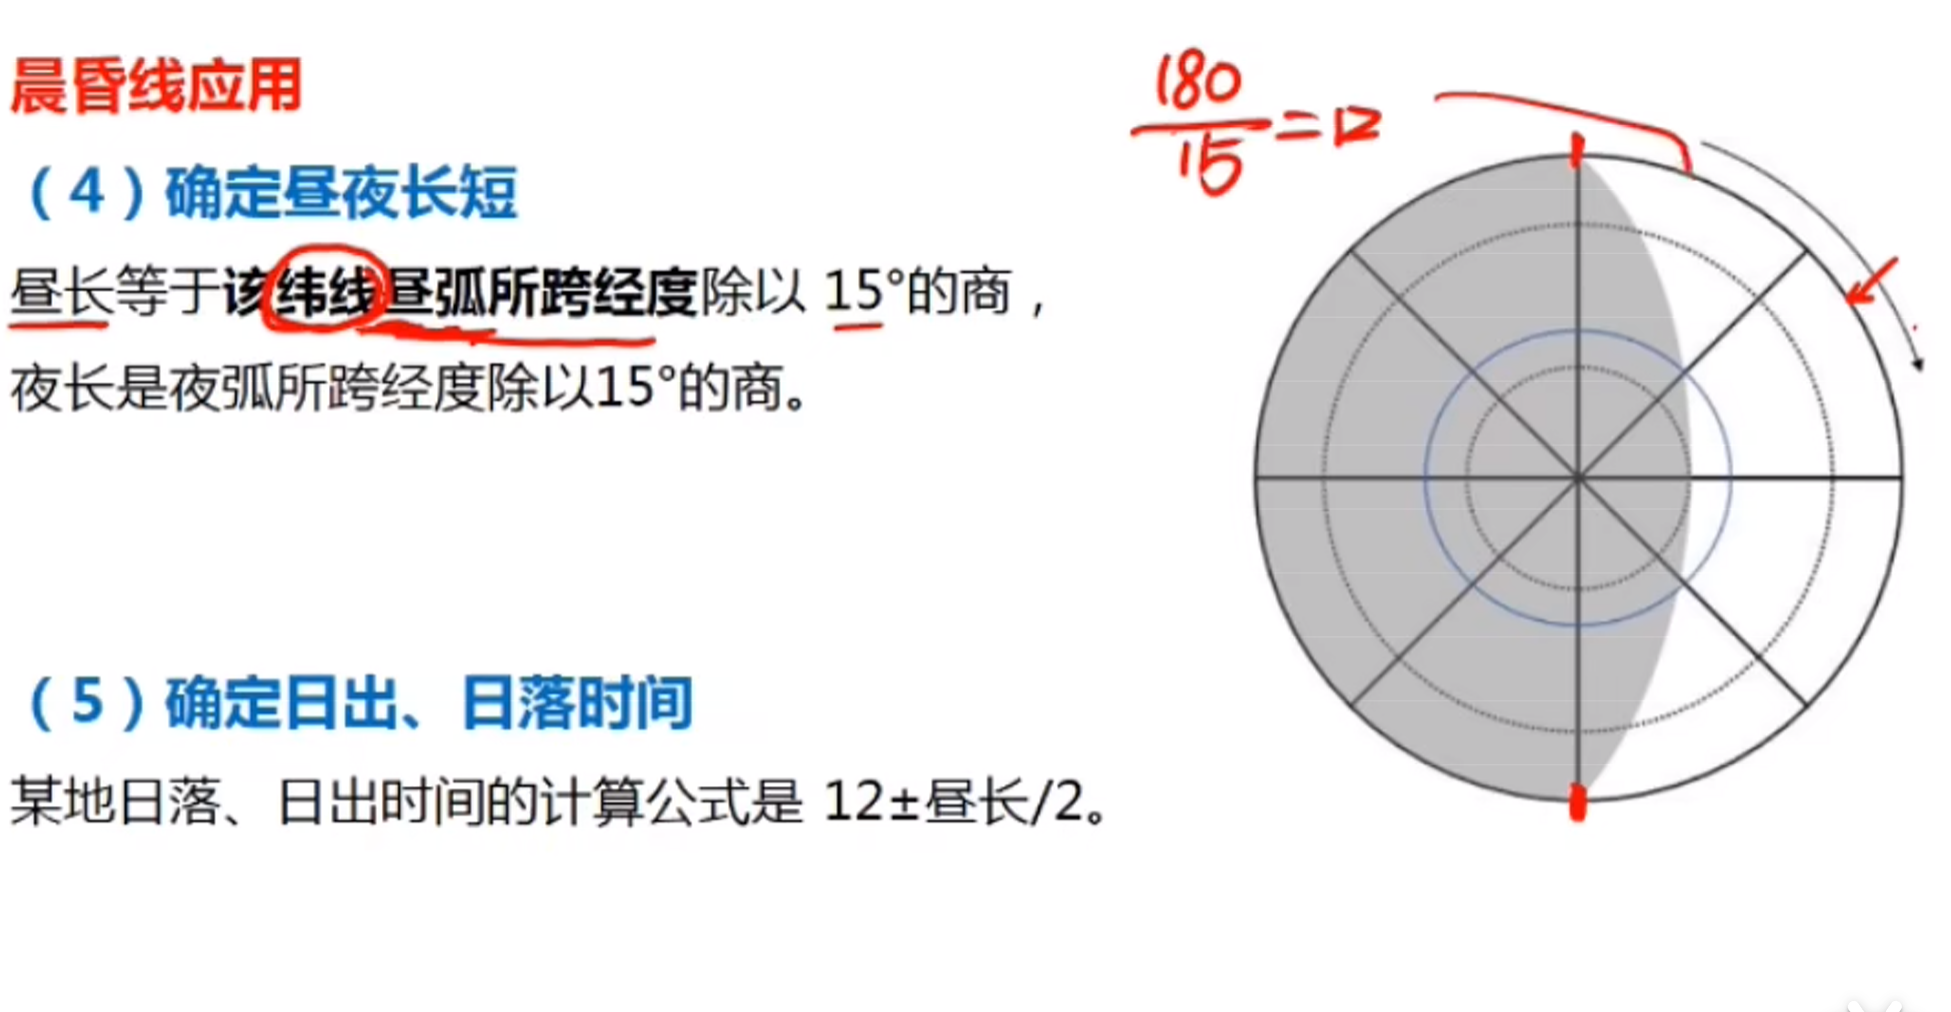 晨昏线应用
（4）确定昼夜长短
昼长等于该纬线昼弧所跨经度除以 15°的商，
夜长是夜弧所跨经度除以15°的商。
（5）确定日出、日落时间
某地日落、日出时间的计算公式是 12±昼长/2。
180
15
=12